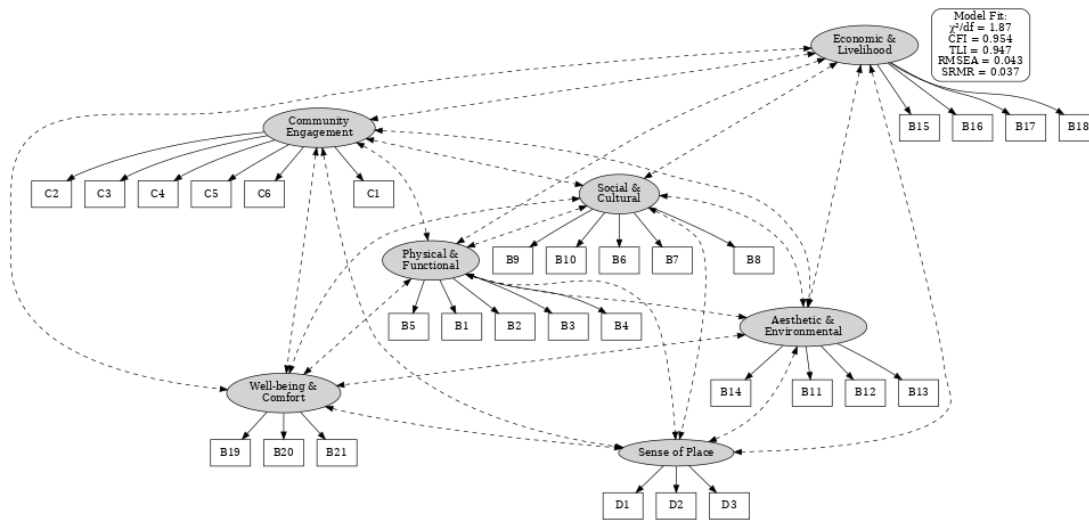 Model Fit:
χ²/df = 1.87
CFI = 0.954
TLI = 0.947
RMSEA = 0.043
SRMR = 0.037
Economic &
Livelihood
B15
B16
B17
B18
Community
Engagement
C2
C3
C4
C5
C6
C1
Social &
Cultural
B9
B10
B6
B7
B8
Physical &
Functional
B5
B1
B2
B3
B4
Aesthetic &
Environmental
B14
B11
B12
B13
Well-being &
Comfort
B19
B20
B21
Sense of Place
D1
D2
D3